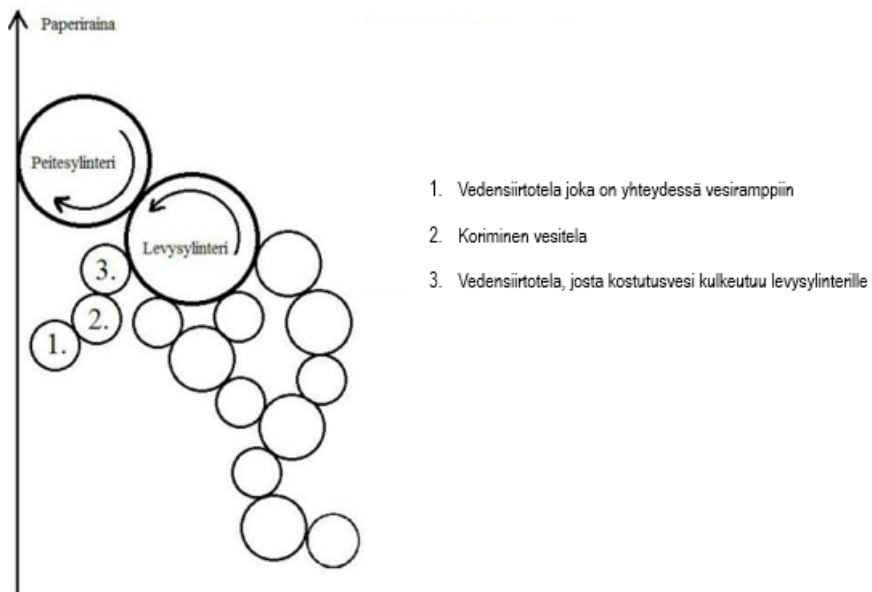 Paperiraina
Peitesylinteri
Levysylinteri
3.
2.
1.
1. Vedensiirtotela joka on yhteydessä vesiramppiin
2. Koriminen vesitela
3. Vedensiirtotela, josta kostutusvesi kulkeutuu levysylinterille